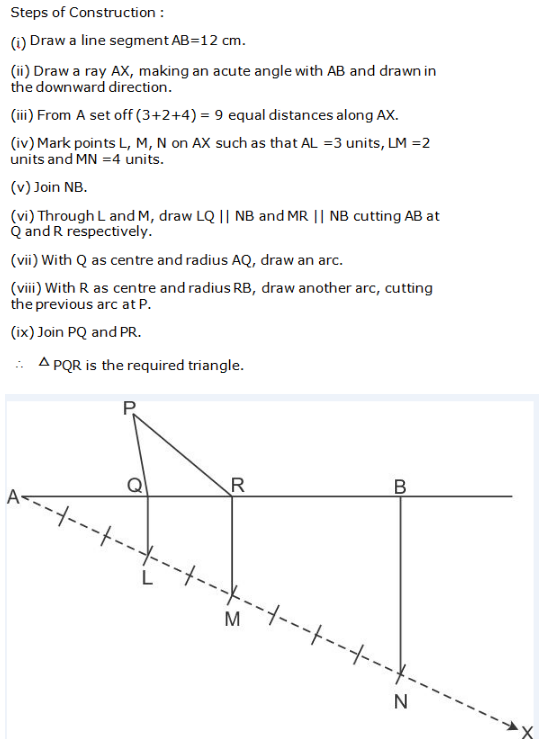 Steps of Construction :
(i) Draw a line segment AB=12 cm.
(ii) Draw a ray AX, making an acute angle with AB and drawn in
the downward direction.
(iii) From A set off (3+2+4) = 9 equal distances along AX.
(iv) Mark points L, M, N on AX such as that AL =3 units, LM =2
units and MN =4 units.
(v) Join NB.
(vi) Through L and M, draw LQ || NB and MR || NB cutting AB at
Q and R respectively.
(vii) With Q as centre and radius AQ, draw an arc.
(viii) With R as centre and radius RB, draw another arc, cutting
the previous arc at P.
(ix) Join PQ and PR.
∴ △ PQR is the required triangle.
P
A Q R B
L
M
N
X